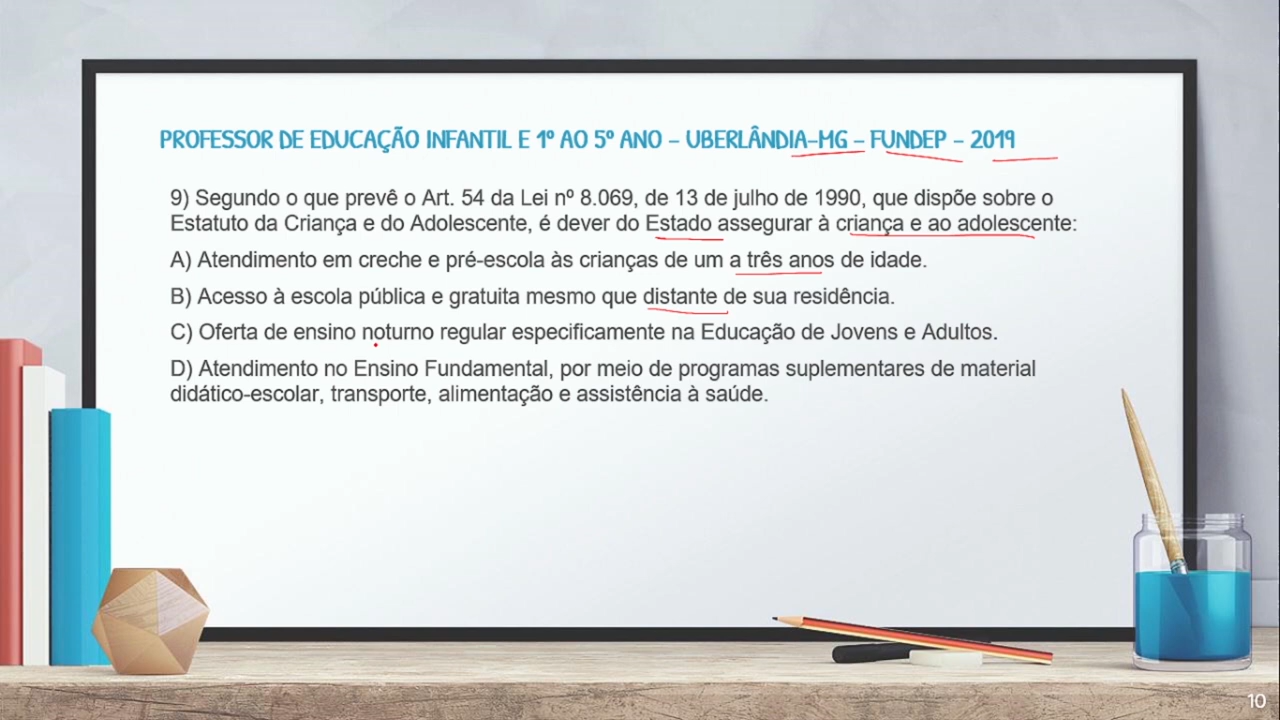 PROFESSOR DE EDUCAÇÃO INFANTIL E 1º AO 5º ANO – UBERLÂNDIA-MG – FUNDEP – 2019
9) Segundo o que prevê o Art. 54 da Lei nº 8.069, de 13 de julho de 1990, que dispõe sobre o
Estatuto da Criança e do Adolescente, é dever do Estado assegurar à criança e ao adolescente:
A) Atendimento em creche e pré-escola às crianças de um a três anos de idade.
B) Acesso à escola pública e gratuita mesmo que distante de sua residência.
C) Oferta de ensino noturno regular especificamente na Educação de Jovens e Adultos.
D) Atendimento no Ensino Fundamental, por meio de programas suplementares de material
didático-escolar, transporte, alimentação e assistência à saúde.
10